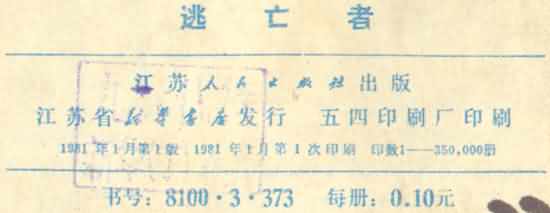 逃亡者
江苏人民出版社出版
江苏省新华书店发行 五四印刷厂印刷
1981年1月第1版 1981年1月第1次印刷 印数1——350,000册
书号：8100·3·373 每册：0.10元